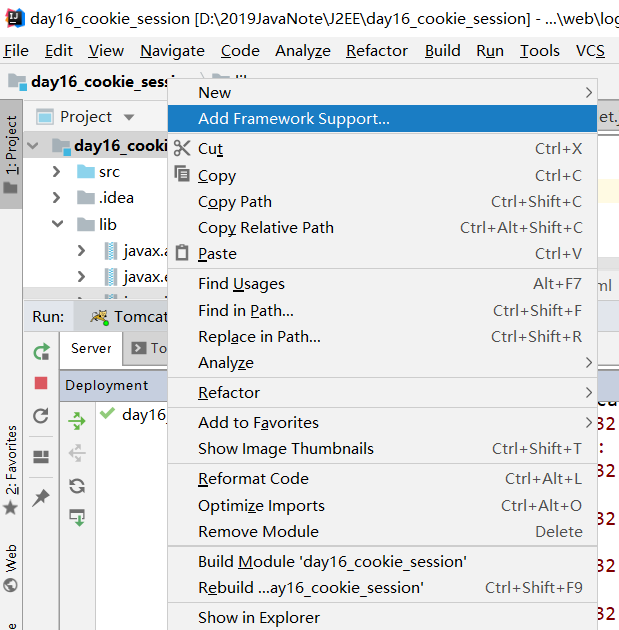 day16_cookie_session [D:\2019JavaNote\J2EE\day16_cookie_session] - ...\web\log
File Edit View Navigate Code Analyze Refactor Build Run Tools VCS
day16_cookie_sess
1: Project
Project
day16_cooki
src
.idea
lib
javax.a
javax.e
Run: Tomcat
Server
To
Deployment
day16_
2: Favorites
Web
New
Add Framework Support...
Cut Ctrl+X
Copy Ctrl+C
Copy Path Ctrl+Shift+C
Copy Relative Path Ctrl+Alt+Shift+C
Paste Ctrl+V
Find Usages Alt+F7
Find in Path... Ctrl+Shift+F
Replace in Path... Ctrl+Shift+R
Analyze
Refactor
Add to Favorites
Show Image Thumbnails Ctrl+Shift+T
Reformat Code Ctrl+Alt+L
Optimize Imports Ctrl+Alt+O
Remove Module Delete
Build Module 'day16_cookie_session'
Rebuild ...ay16_cookie_session' Ctrl+Shift+F9
Show in Explorer
et.j
ml
ea
32
:
32
32
32
32